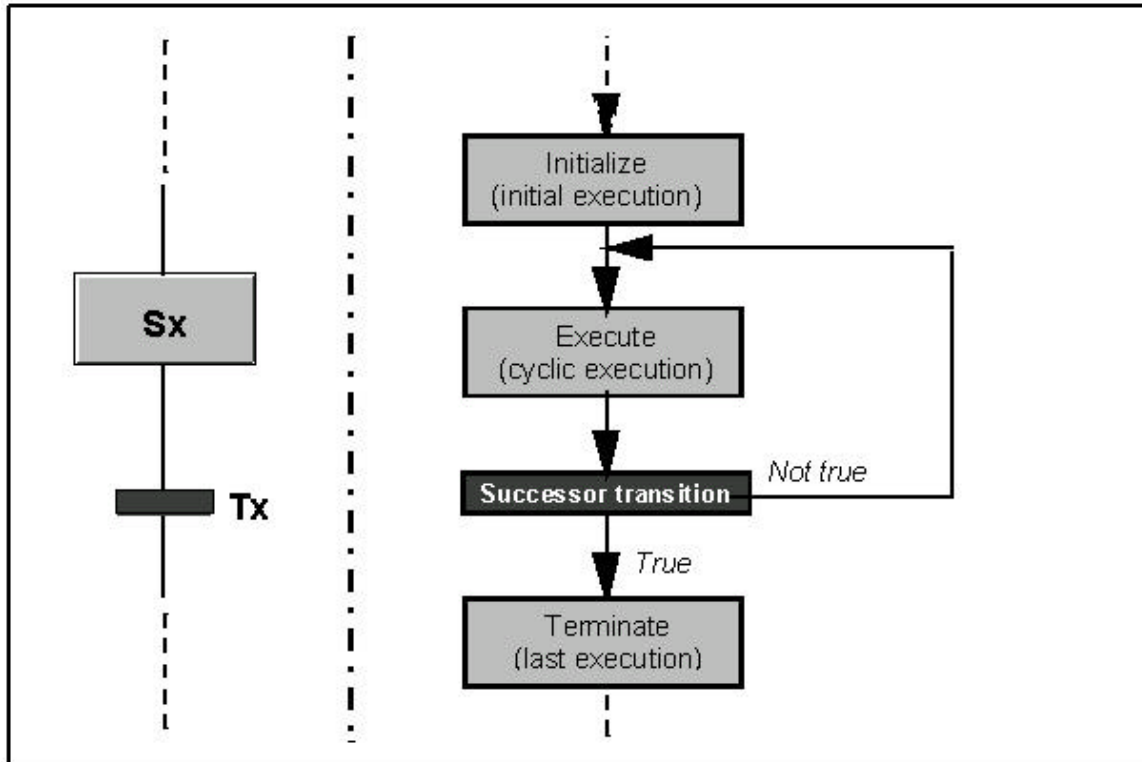 Sx
Tx
Initialize
(initial execution)
Execute
(cyclic execution)
Successor transition
Not true
True
Terminate
(last execution)